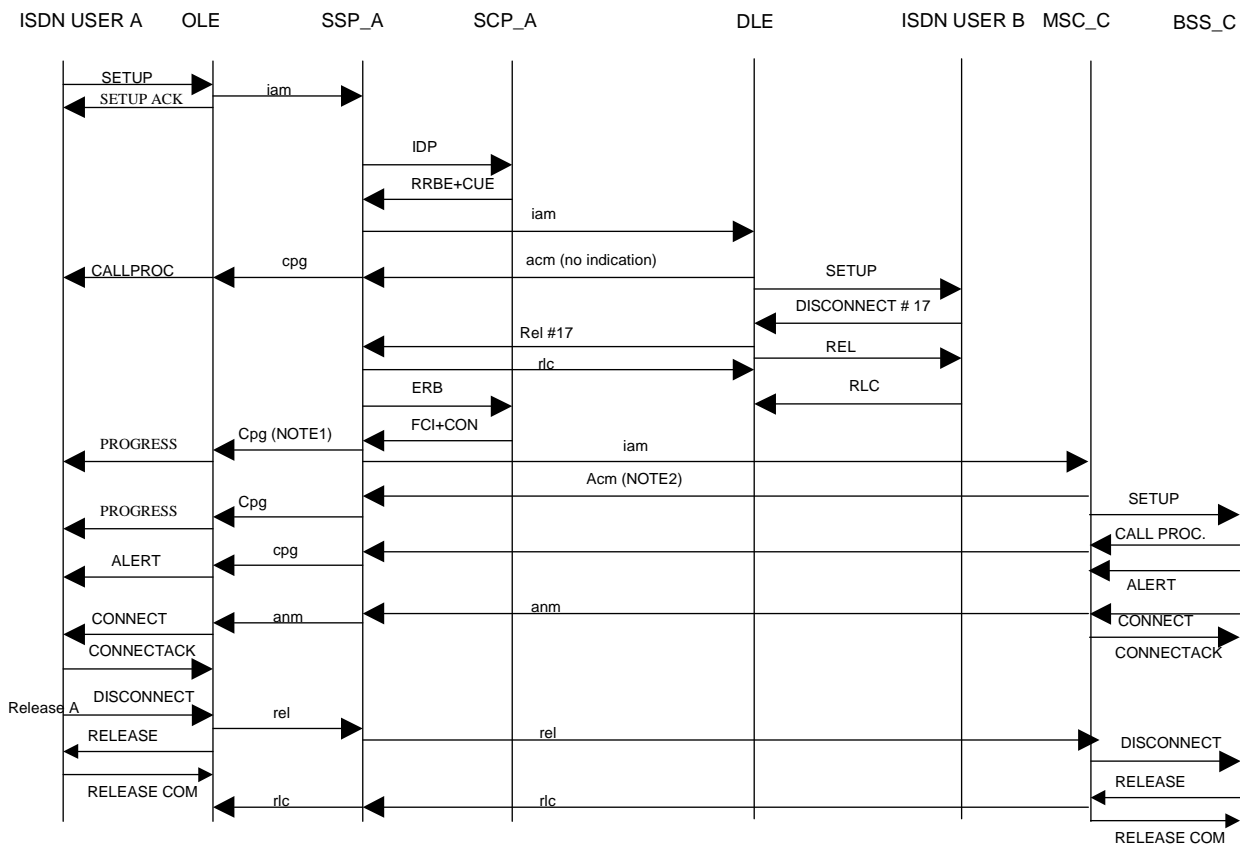 ISDN USER A OLE SSP_A SCP_A DLE ISDN USER B MSC_C BSS_C
SETUP
iam
SETUP ACK
IDP
RRBE+CUE
iam
CALLPROC cpg acm (no indication) SETUP
DISCONNECT # 17
Rel #17
REL
rlc
ERB RLC
FCI+CON
PROGRESS Cpg (NOTE1) iam
Acm (NOTE2)
SETUP
PROGRESS Cpg
CALL PROC.
ALERT cpg
ALERT
CONNECT anm anm
CONNECT
CONNECTACK CONNECTACK
Release A DISCONNECT rel
RELEASE rel
DISCONNECT
RELEASE COM rlc rlc RELEASE
RELEASE COM